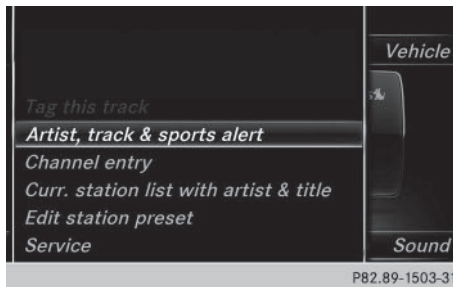 Vehicle
Tag this track
Artist, track & sports alert
Channel entry
Curr. station list with artist & title
Edit station preset
Service
Sound
P82.89-1503-31